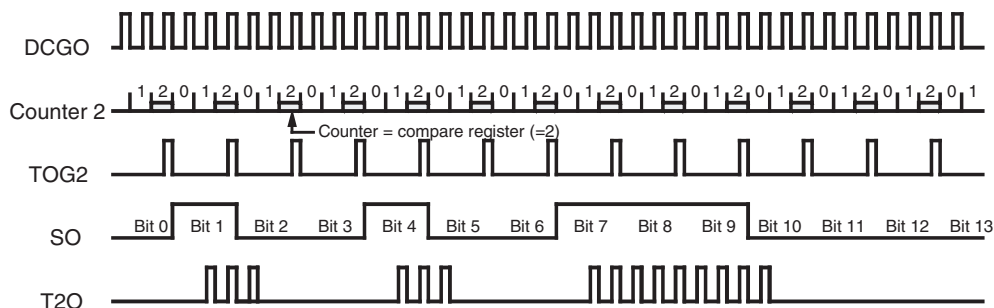 DCGO
Counter 2 1 2 0 1 2 0 1 2 0 1 2 0 1 2 0 1 2 0 1 2 0 1 2 0 1 2 0 1 2 0 1 2 0 1 2 0 1 2 0 1
Counter = compare register (=2)
TOG2
SO Bit 0 Bit 1 Bit 2 Bit 3 Bit 4 Bit 5 Bit 6 Bit 7 Bit 8 Bit 9 Bit 10 Bit 11 Bit 12 Bit 13
T2O